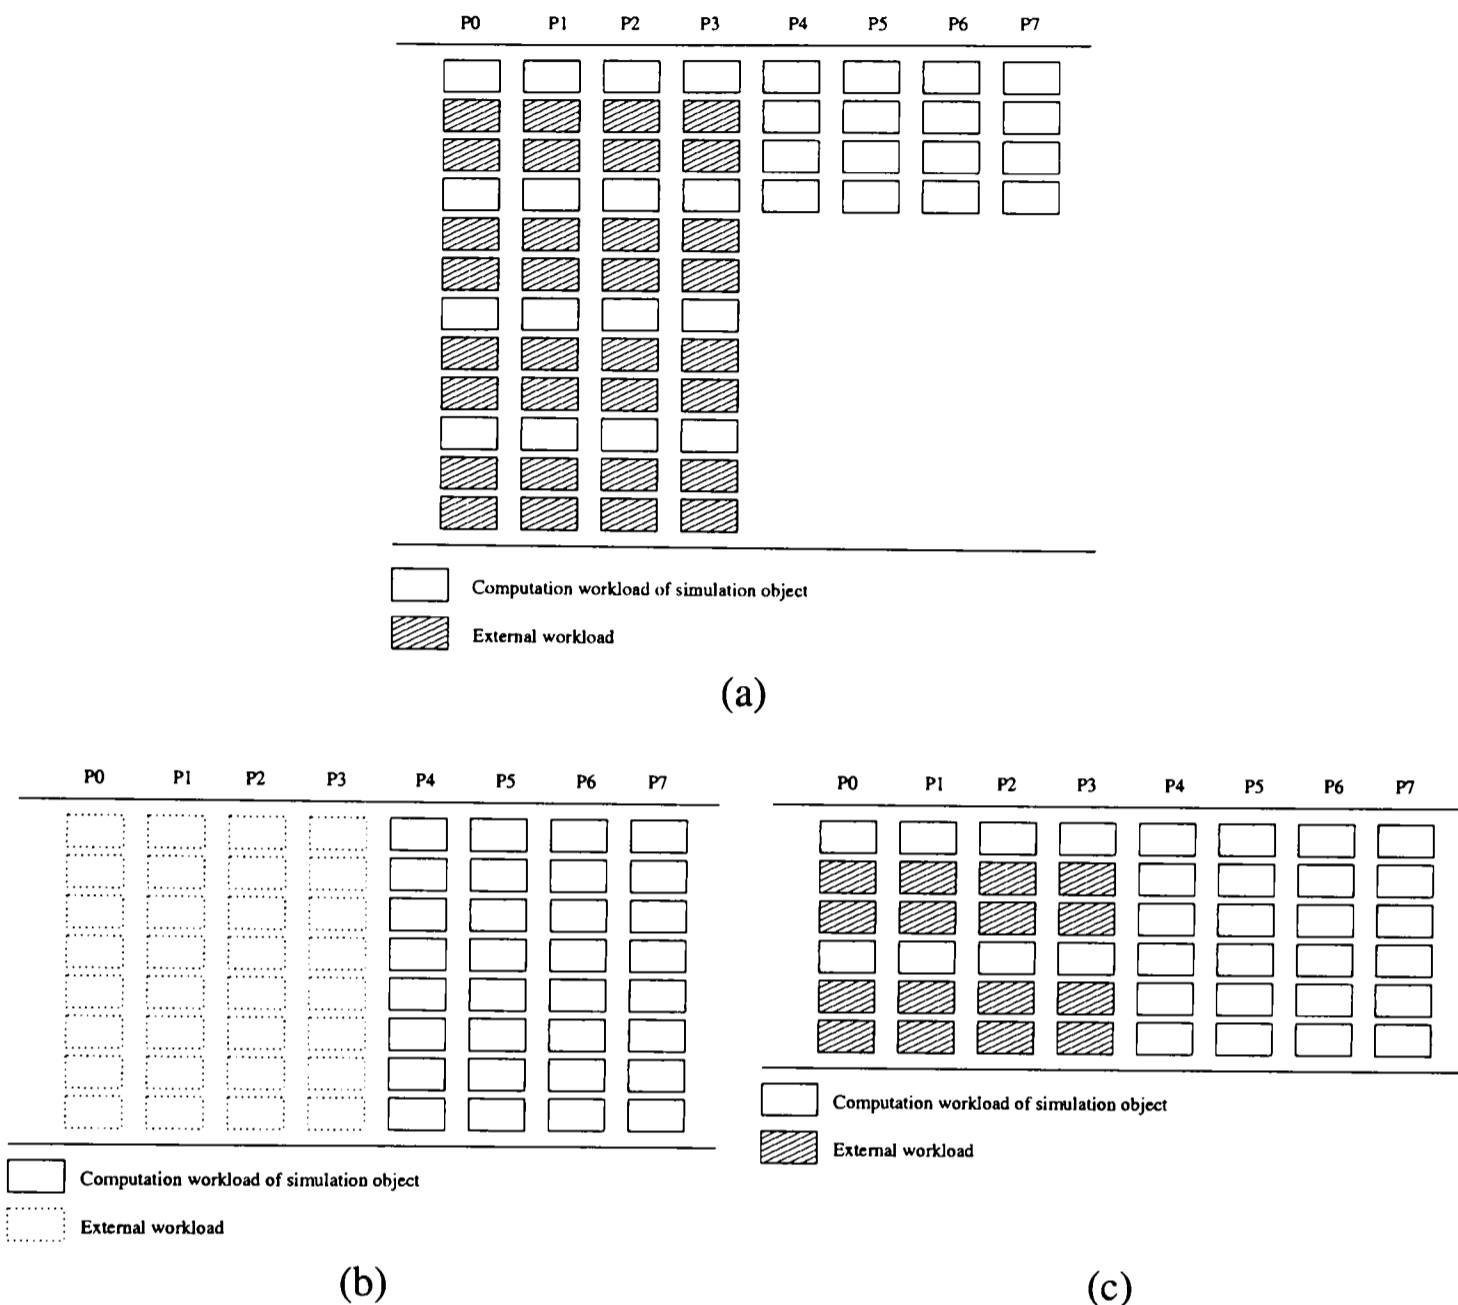 P0 P1 P2 P3 P4 P5 P6 P7
Computation workload of simulation object
External workload
(a)
P0 P1 P2 P3 P4 P5 P6 P7
Computation workload of simulation object
External workload
(b)
P0 P1 P2 P3 P4 P5 P6 P7
Computation workload of simulation object
External workload
(c)